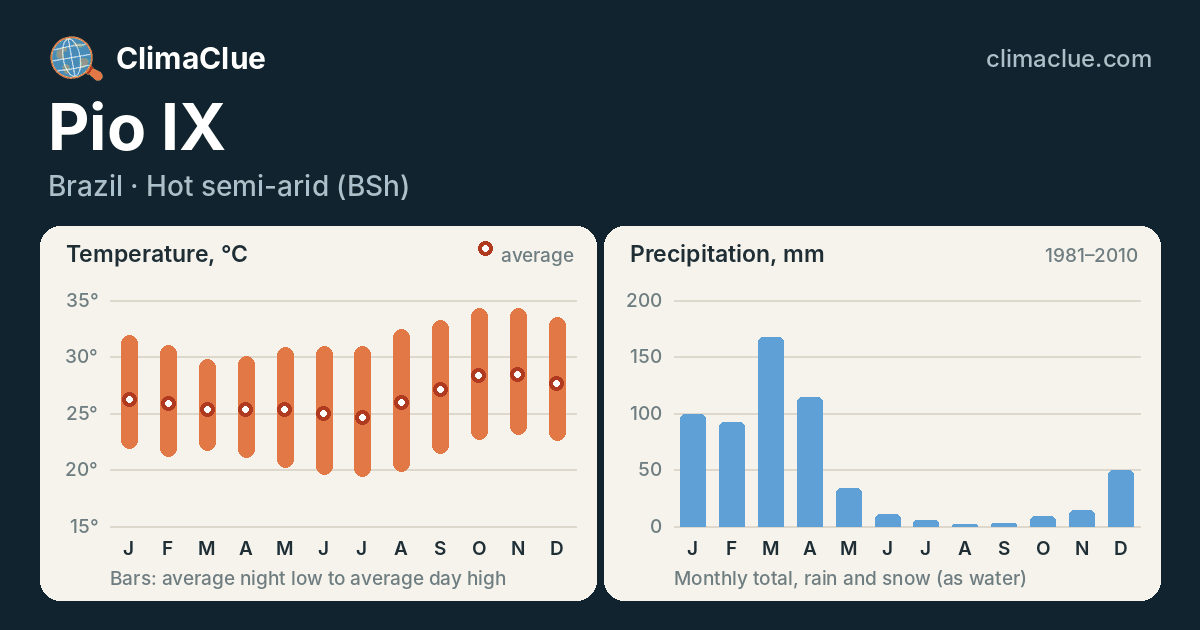 ClimaClue
climaclue.com
Pio IX
Brazil · Hot semi-arid (BSh)
Temperature, °C
average
35°
30°
25°
20°
15°
J F M A M J J A S O N D
Bars: average night low to average day high
Precipitation, mm
1981–2010
200
150
100
50
0
J F M A M J J A S O N D
Monthly total, rain and snow (as water)